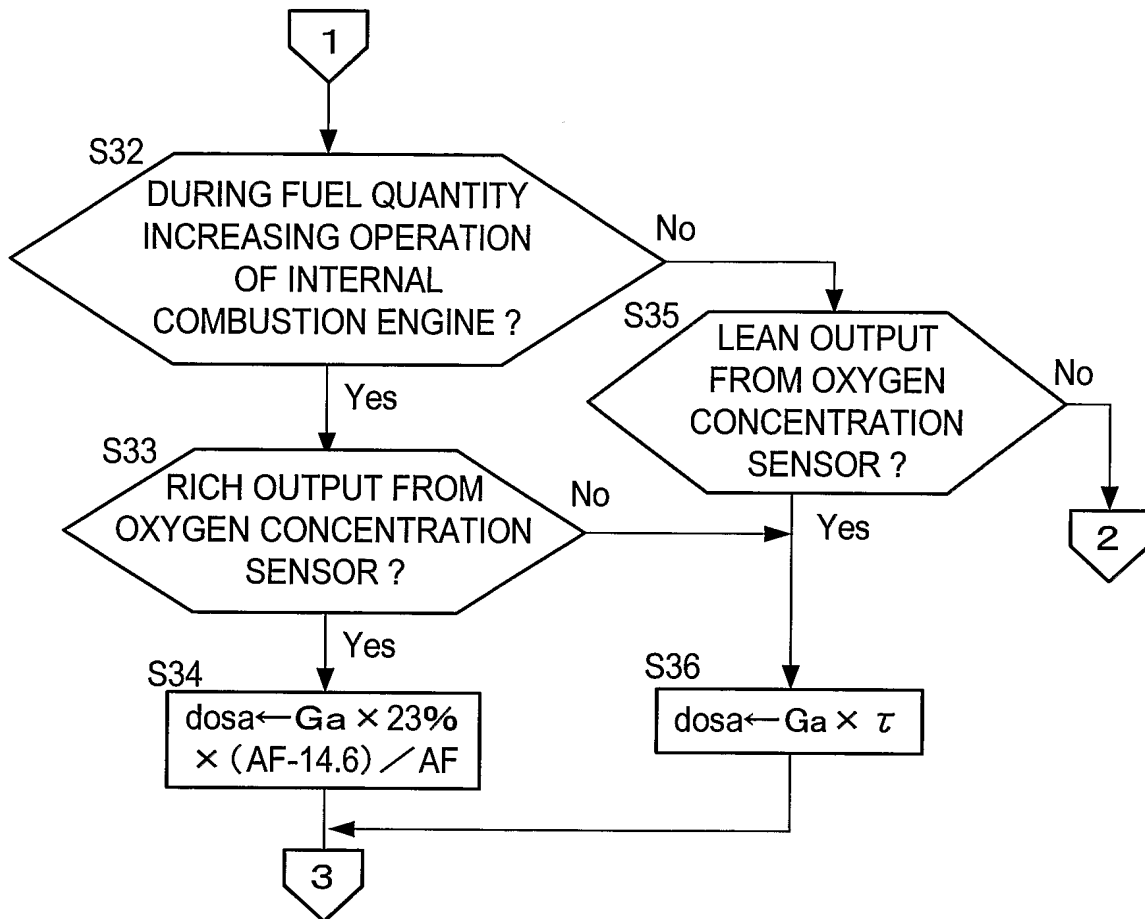 1
S32
DURING FUEL QUANTITY
INCREASING OPERATION
OF INTERNAL
COMBUSTION ENGINE ?
No
Yes
S35
LEAN OUTPUT
FROM OXYGEN
CONCENTRATION
SENSOR ?
No
Yes
2
S33
RICH OUTPUT FROM
OXYGEN CONCENTRATION
SENSOR ?
No
Yes
S34
dosa←Ga × 23%
×（AF-14.6）／AF
S36
dosa←Ga × τ
3